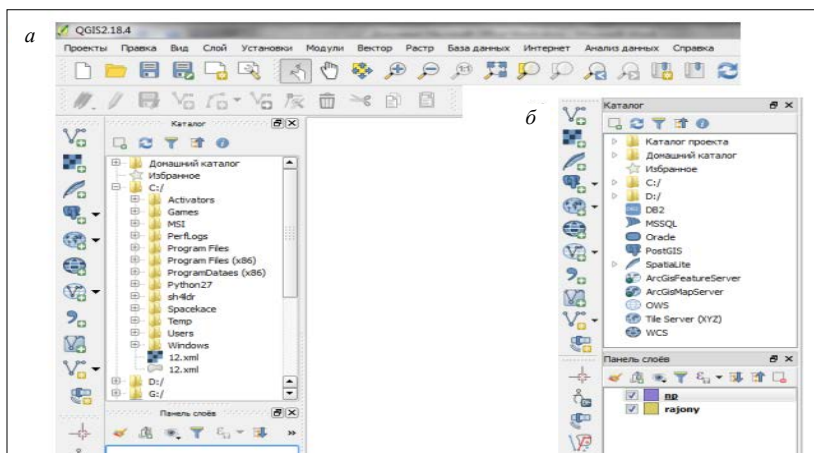 а
QGIS2.18.4
Проекты Правка Вид Слой Установки Модули Вектор Растр База данных Интернет Анализ данных Справка
Каталог
Домашний каталог
Избранное
C:/
Activators
Games
MSI
PerfLogs
Program Files
Program Files (x86)
ProgramDataes (x86)
Python27
sh4ldr
Spacekace
Temp
Users
Windows
12.xml
12.xml
D:/
G:/
Панель слоёв
б
Каталог
Каталог проекта
Домашний каталог
Избранное
C:/
D:/
DB2
MSSQL
Oracle
PostGIS
SpatiaLite
ArcGisFeatureServer
ArcGisMapServer
OWS
Tile Server (XYZ)
WCS
Панель слоёв
np
rajony